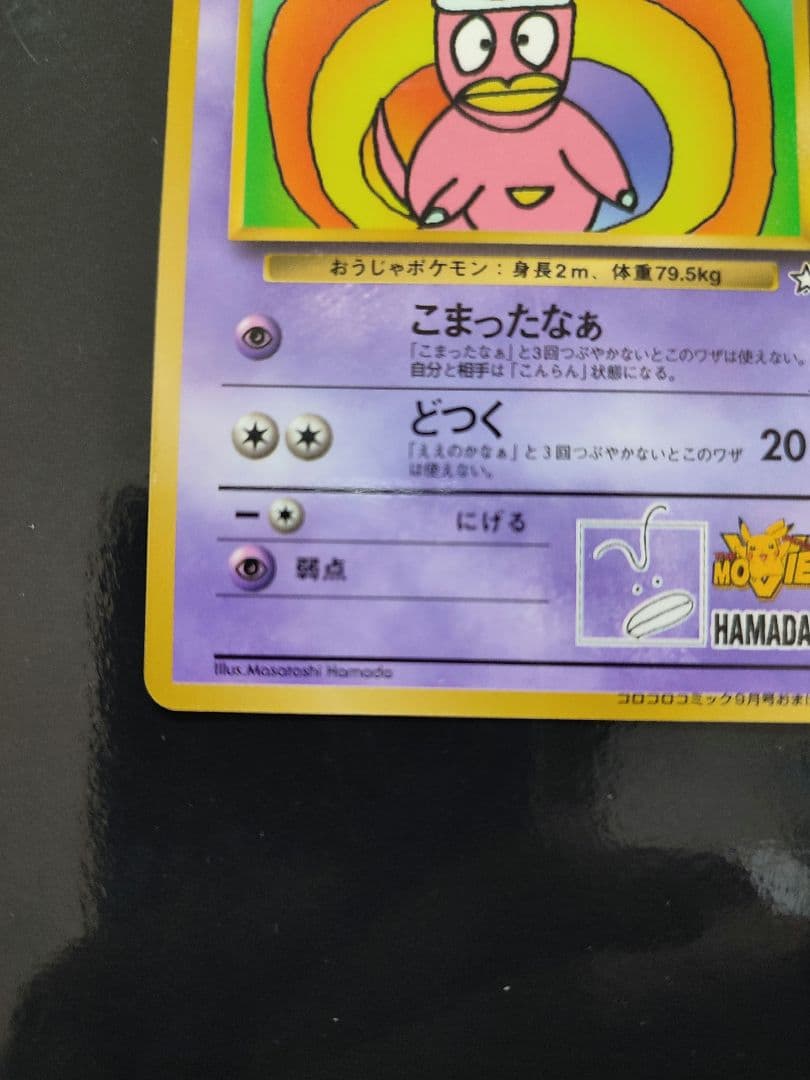 おうじゃポケモン：身長2m、体重79.5kg
こまったなぁ
「こまったなぁ」と3回つぶやかないとこのワザは使えない。
自分と相手は「こんらん」状態になる。
どつく 20
「ええのかなぁ」と3回つぶやかないとこのワザ
は使えない。
にげる
弱点
MOVIE
HAMADA
Illus.Masatoshi Hamada
コロコロコミック9月号おまけ